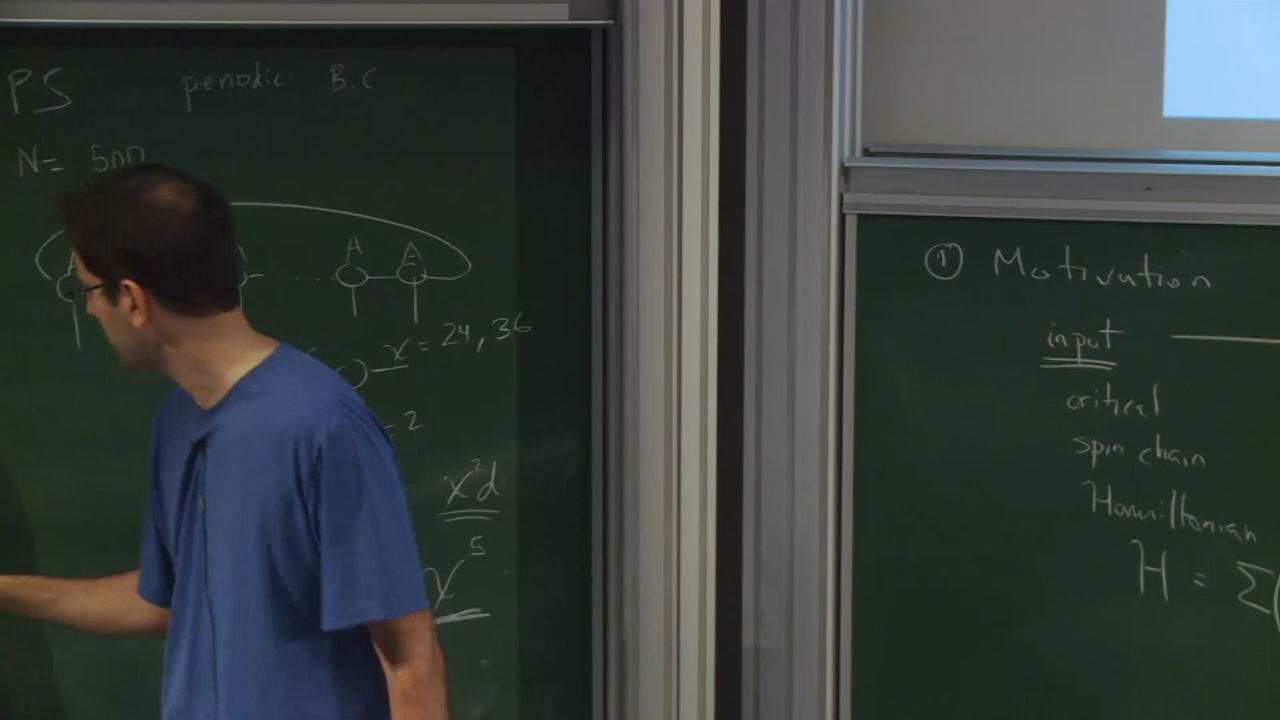 PS periodic B.C.
N= 500
A A A
χ = 24, 36
= 2
χ²d
χ⁵
① Motivation
input
critical
spin chain
Hamiltonian
H = Σ(